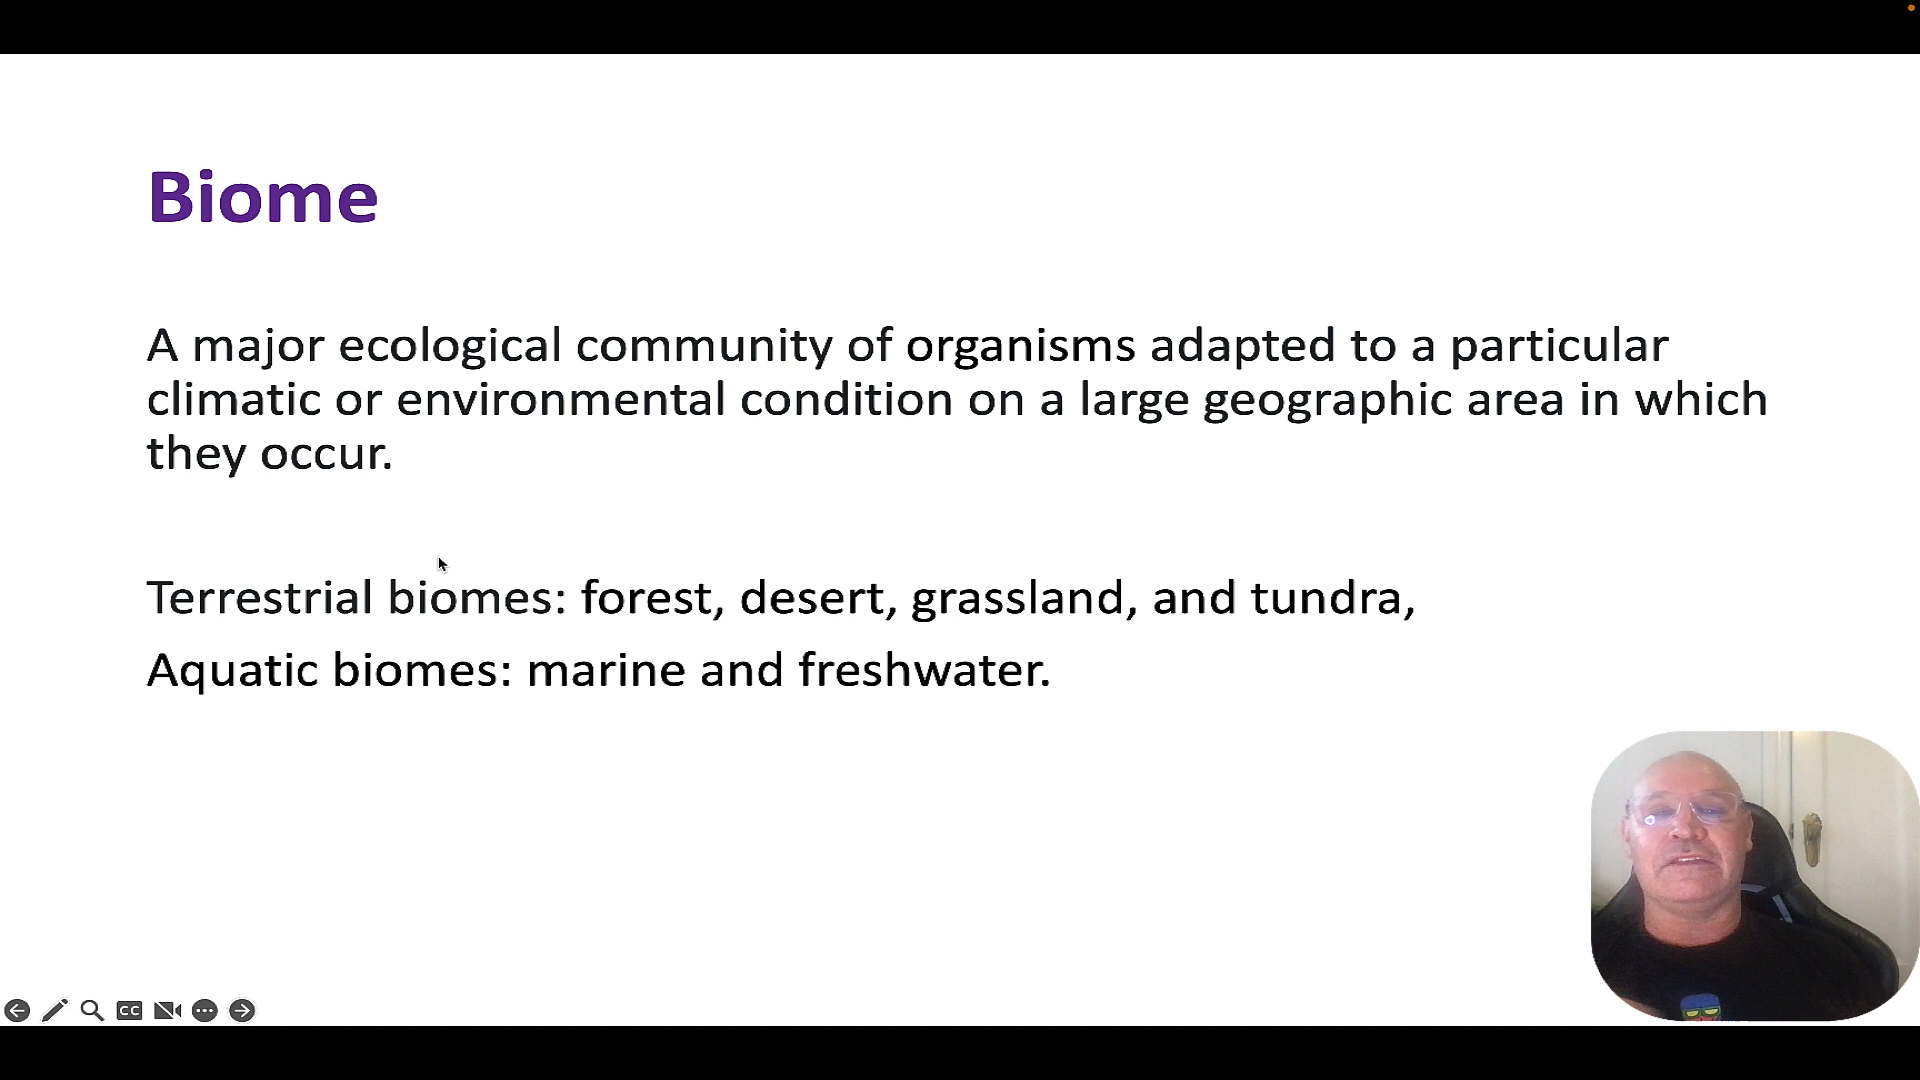 Biome
A major ecological community of organisms adapted to a particular
climatic or environmental condition on a large geographic area in which
they occur.
Terrestrial biomes: forest, desert, grassland, and tundra,
Aquatic biomes: marine and freshwater.
CC